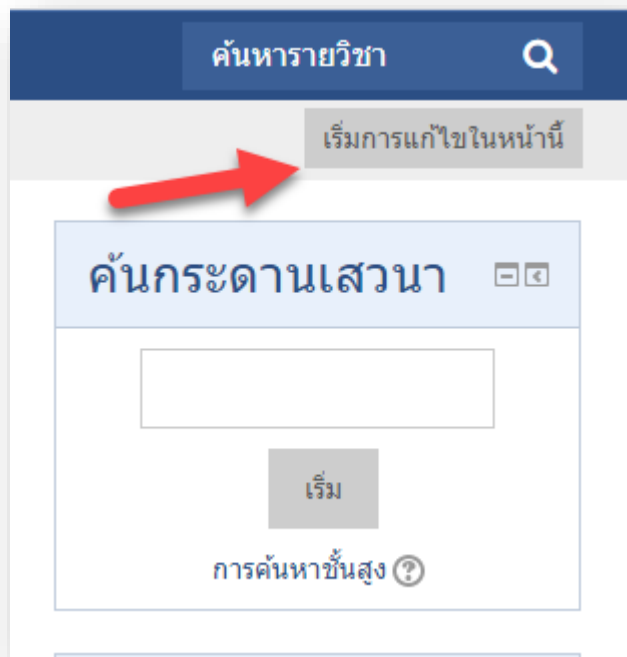 ค้นหารายวิชา
เริ่มการแก้ไขในหน้านี้
ค้นกระดานเสวนา
เริ่ม
การค้นหาชั้นสูง